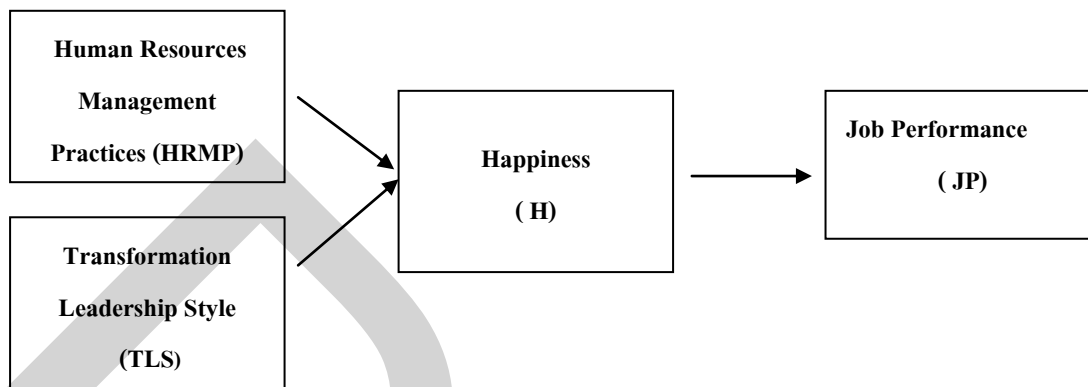 Human Resources
Management
Practices (HRMP)
Transformation
Leadership Style
(TLS)
Happiness
( H)
Job Performance
( JP)